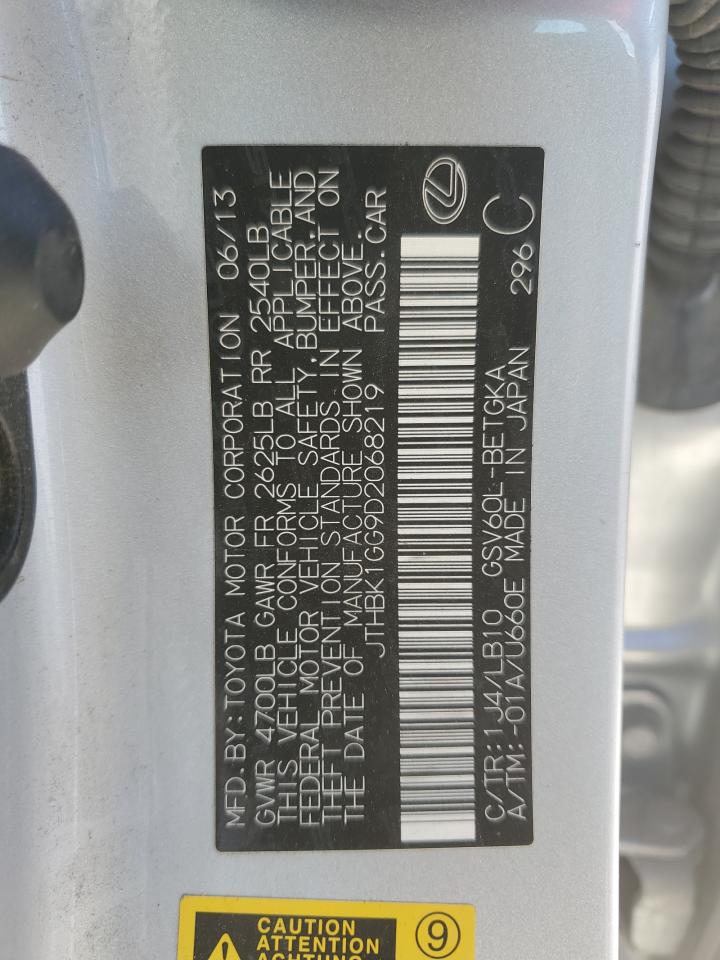 MFD.BY:TOYOTA MOTOR CORPORATION 06/13
GVWR 4700LB GAWR FR 2625LB RR 2540LB
THIS VEHICLE CONFORMS TO ALL APPLICABLE
FEDERAL MOTOR VEHICLE SAFETY,BUMPER,AND
THEFT PREVENTION STANDARDS IN EFFECT ON
THE DATE OF MANUFACTURE SHOWN ABOVE.
JTHBK1GG9D2068219 PASS.CAR
C/TR:1J4/LB10 GSV60L-BETGKA
A/TM:-01A/U660E MADE IN JAPAN 296 C
CAUTION
ATTENTION
ACHTUNG
9